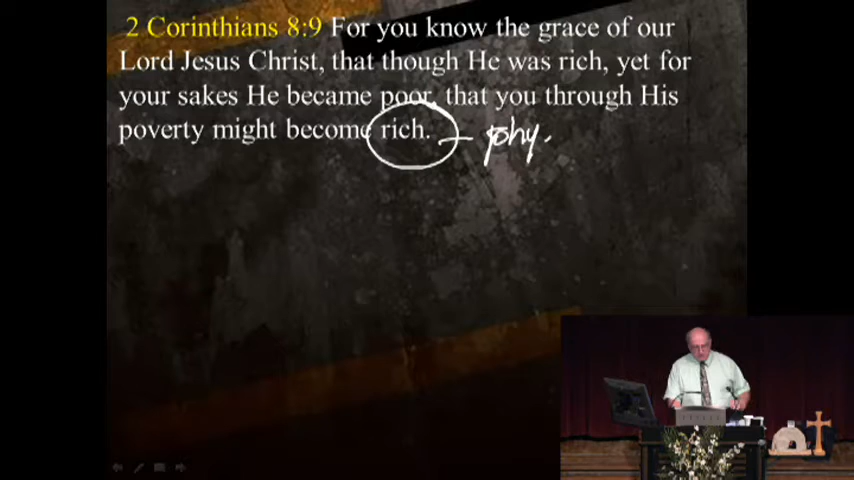 2 Corinthians 8:9 For you know the grace of our
Lord Jesus Christ, that though He was rich, yet for
your sakes He became poor, that you through His
poverty might become rich. – phy.